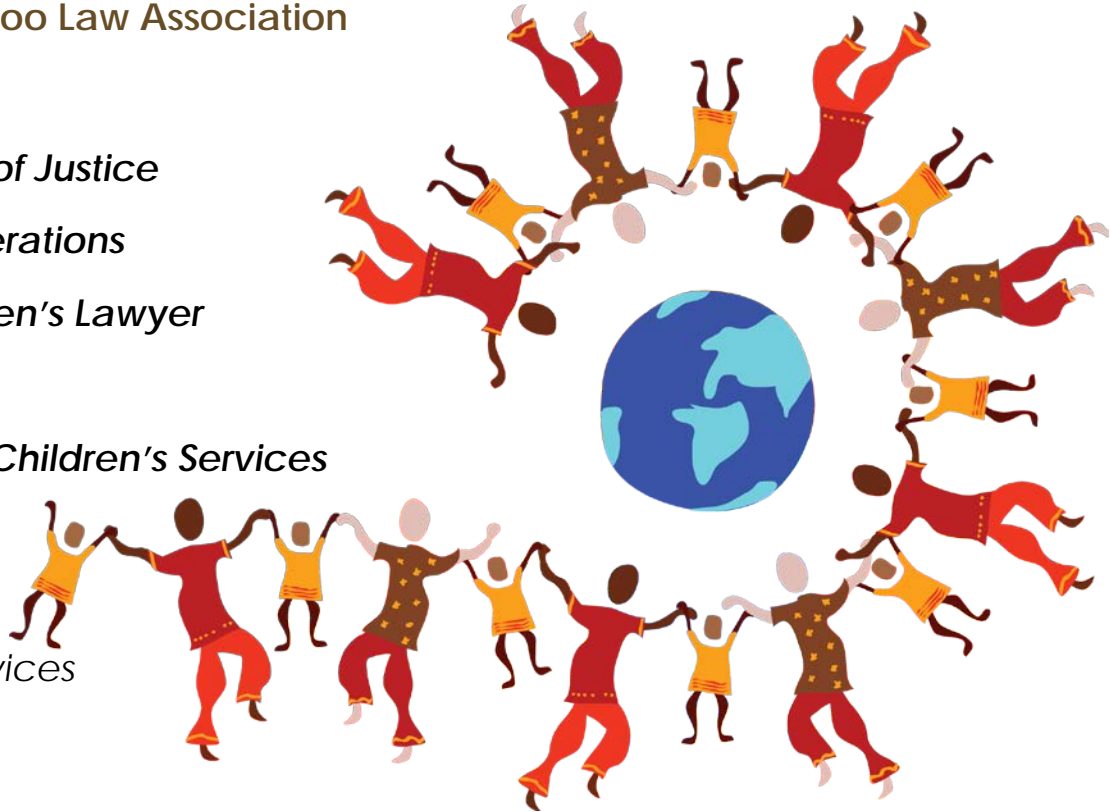 oo Law Association
of Justice
erations
en's Lawyer
Children's Services
vices